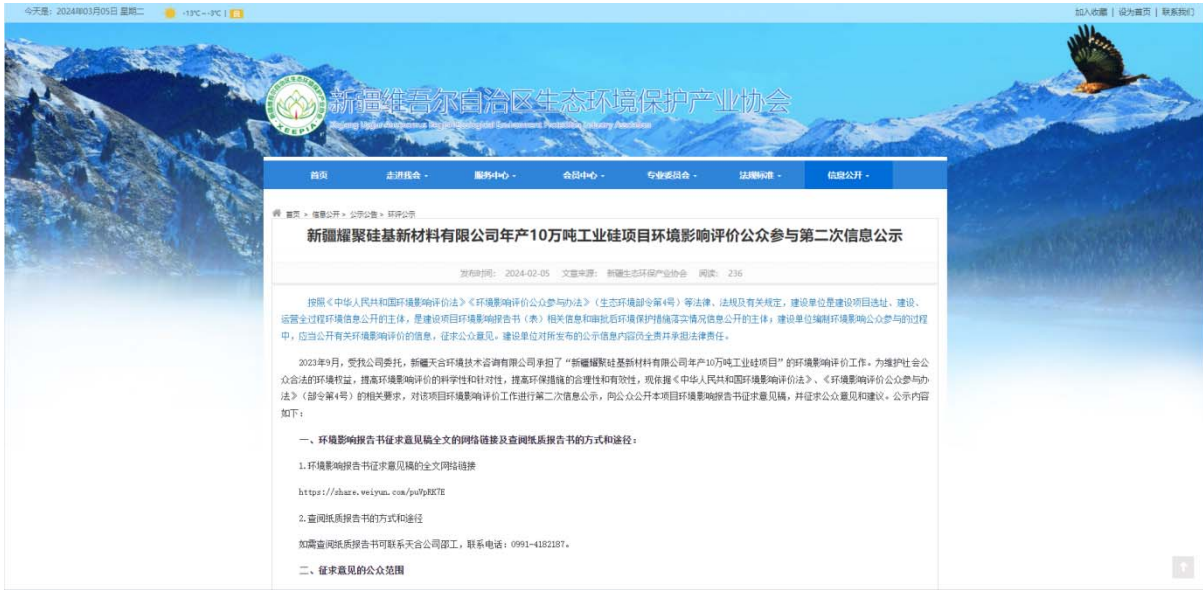 今天是：2024年03月05日 星期二 -13℃~-3℃ |
加入收藏 | 设为首页 | 联系我们
新疆维吾尔自治区生态环境保护产业协会
XEEPIA
首页 走进我会 服务中心 会员中心 专业委员会 法规标准 信息公开
首页 > 信息公开 > 公示公告 > 环评公示
新疆耀聚硅基新材料有限公司年产10万吨工业硅项目环境影响评价公众参与第二次信息公示
发布时间： 2024-02-05 文章来源： 新疆生态环保产业协会 阅读： 236
按照《中华人民共和国环境影响评价法》《环境影响评价公众参与办法》（生态环境部令第4号）等法律、法规及有关规定，建设单位是建设项目选址、建设、
运营全过程环境信息公开的主体，是建设项目环境影响报告书（表）相关信息和审批后环境保护措施落实情况信息公开的主体；建设单位编制环境影响公众参与的过程
中，应当公开有关环境影响评价的信息，征求公众意见。建设单位对所发布的公示信息内容负全责并承担法律责任。
2023年9月，受我公司委托，新疆天合环境技术咨询有限公司承担了“新疆耀聚硅基新材料有限公司年产10万吨工业硅项目”的环境影响评价工作。为维护社会公
众合法的环境权益，提高环境影响评价的科学性和针对性，提高环保措施的合理性和有效性，现依据《中华人民共和国环境影响评价法》、《环境影响评价公众参与办
法》（部令第4号）的相关要求，对该项目环境影响评价工作进行第二次信息公示，向公众公开本项目环境影响报告书征求意见稿，并征求公众意见和建议。公示内容
如下：
一、环境影响报告书征求意见稿全文的网络链接及查阅纸质报告书的方式和途径：
1.环境影响报告书征求意见稿的全文网络链接
https://share.weiyun.com/puVpRK7E
2.查阅纸质报告书的方式和途径
如需查阅纸质报告书可联系天合公司邵工，联系电话：0991-4182187。
二、征求意见的公众范围